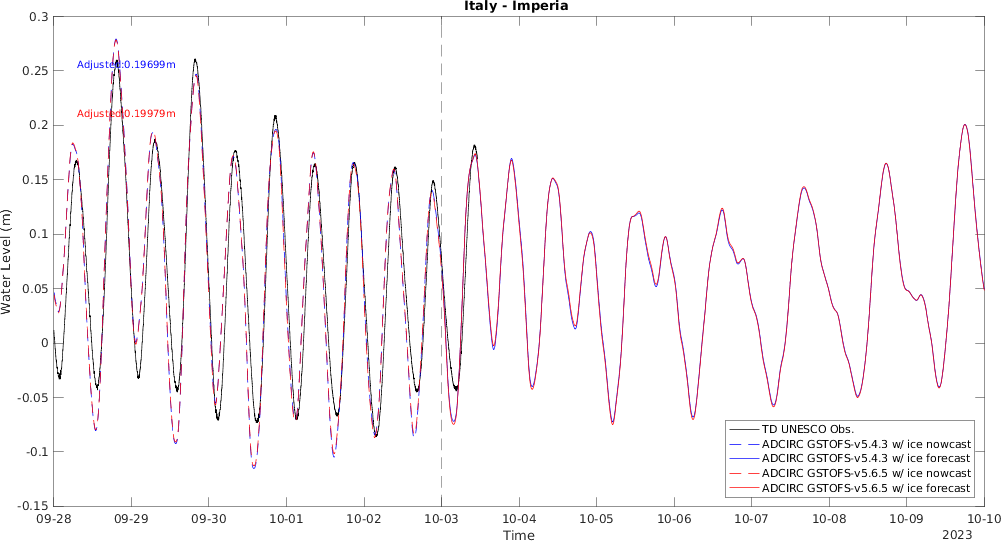 Italy - Imperia
0.3
0.25
0.2
0.15
0.1
0.05
0
-0.05
-0.1
-0.15
Water Level (m)
Adjusted:0.19699m
Adjusted:0.19979m
TD UNESCO Obs.
ADCIRC GSTOFS-v5.4.3 w/ ice nowcast
ADCIRC GSTOFS-v5.4.3 w/ ice forecast
ADCIRC GSTOFS-v5.6.5 w/ ice nowcast
ADCIRC GSTOFS-v5.6.5 w/ ice forecast
09-28 09-29 09-30 10-01 10-02 10-03 10-04 10-05 10-06 10-07 10-08 10-09 10-10
Time
2023